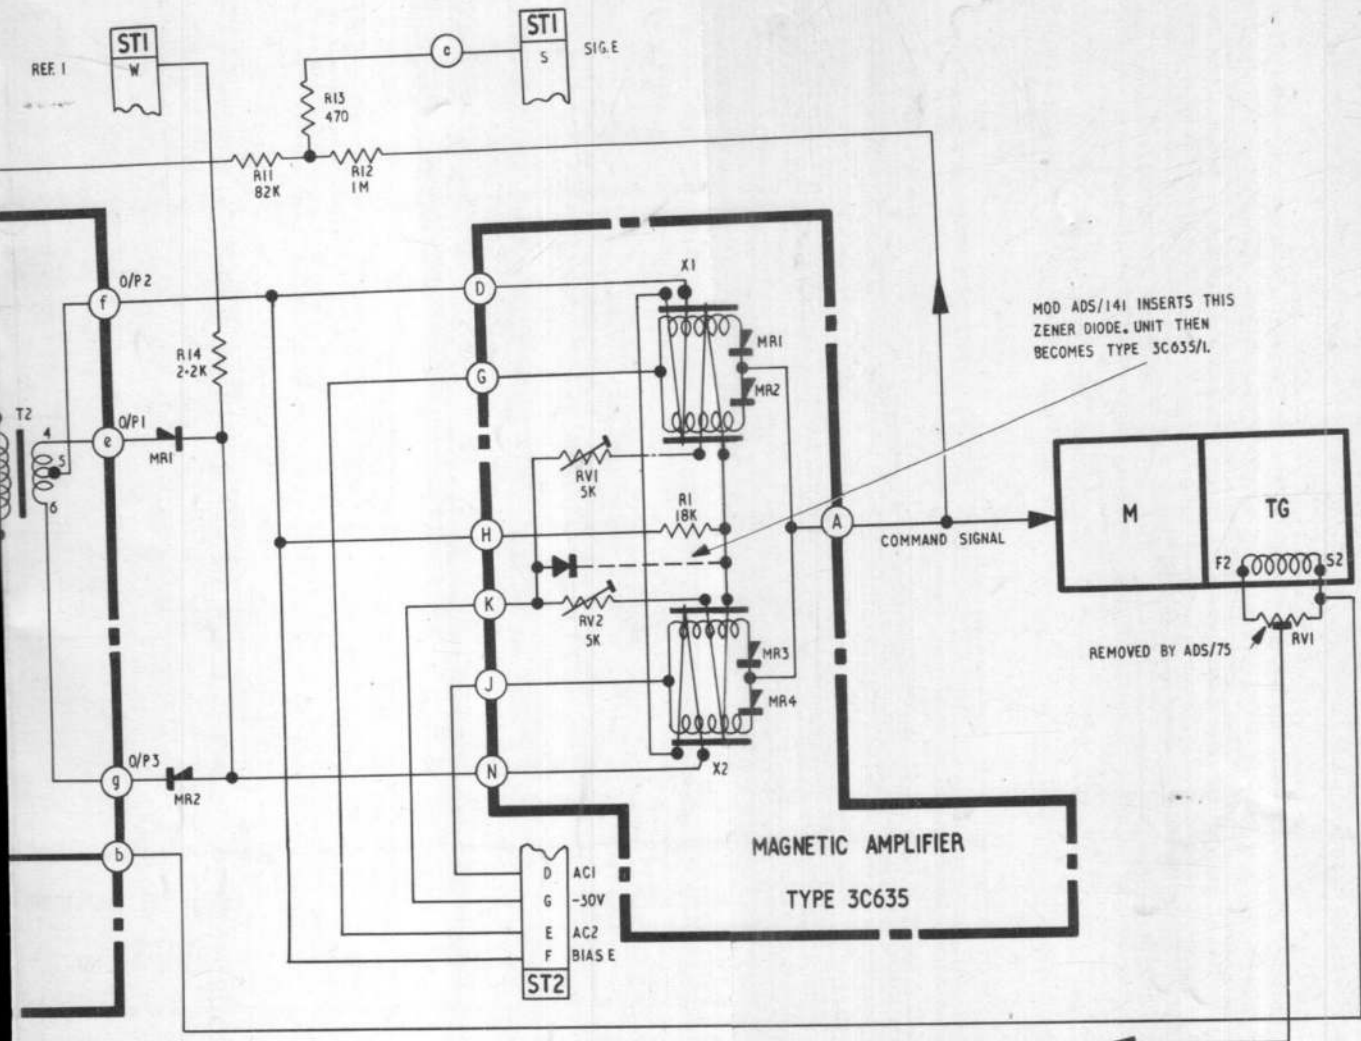 ST1
REF. 1
W
ST1
S
SIG.E
c
R13
470
R11
82K
R12
1M
O/P2
f
D
X1
MOD ADS/141 INSERTS THIS
ZENER DIODE. UNIT THEN
BECOMES TYPE 3C635/1.
R14
2·2K
G
MR1
MR2
T2
4
5
6
O/P1
e
MR1
RV1
5K
R1
18K
H
A
COMMAND SIGNAL
M
TG
F2
S2
K
RV2
5K
RV1
REMOVED BY ADS/75
MR3
J
MR4
O/P3
g
MR2
N
X2
b
MAGNETIC AMPLIFIER
TYPE 3C635
D AC1
G -30V
E AC2
F BIAS E
ST2